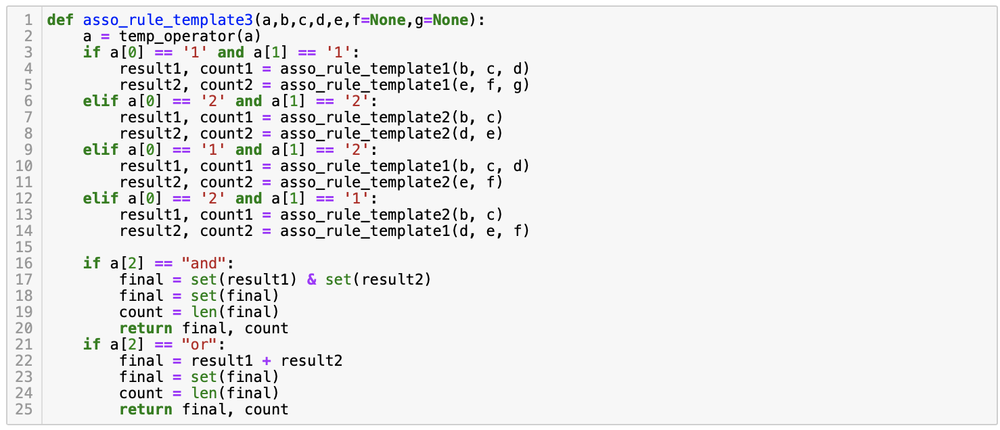 1 def asso_rule_template3(a,b,c,d,e,f=None,g=None):
2     a = temp_operator(a)
3     if a[0] == '1' and a[1] == '1':
4         result1, count1 = asso_rule_template1(b, c, d)
5         result2, count2 = asso_rule_template1(e, f, g)
6     elif a[0] == '2' and a[1] == '2':
7         result1, count1 = asso_rule_template2(b, c)
8         result2, count2 = asso_rule_template2(d, e)
9     elif a[0] == '1' and a[1] == '2':
10         result1, count1 = asso_rule_template1(b, c, d)
11         result2, count2 = asso_rule_template2(e, f)
12     elif a[0] == '2' and a[1] == '1':
13         result1, count1 = asso_rule_template2(b, c)
14         result2, count2 = asso_rule_template1(d, e, f)
15
16     if a[2] == "and":
17         final = set(result1) & set(result2)
18         final = set(final)
19         count = len(final)
20         return final, count
21     if a[2] == "or":
22         final = result1 + result2
23         final = set(final)
24         count = len(final)
25         return final, count